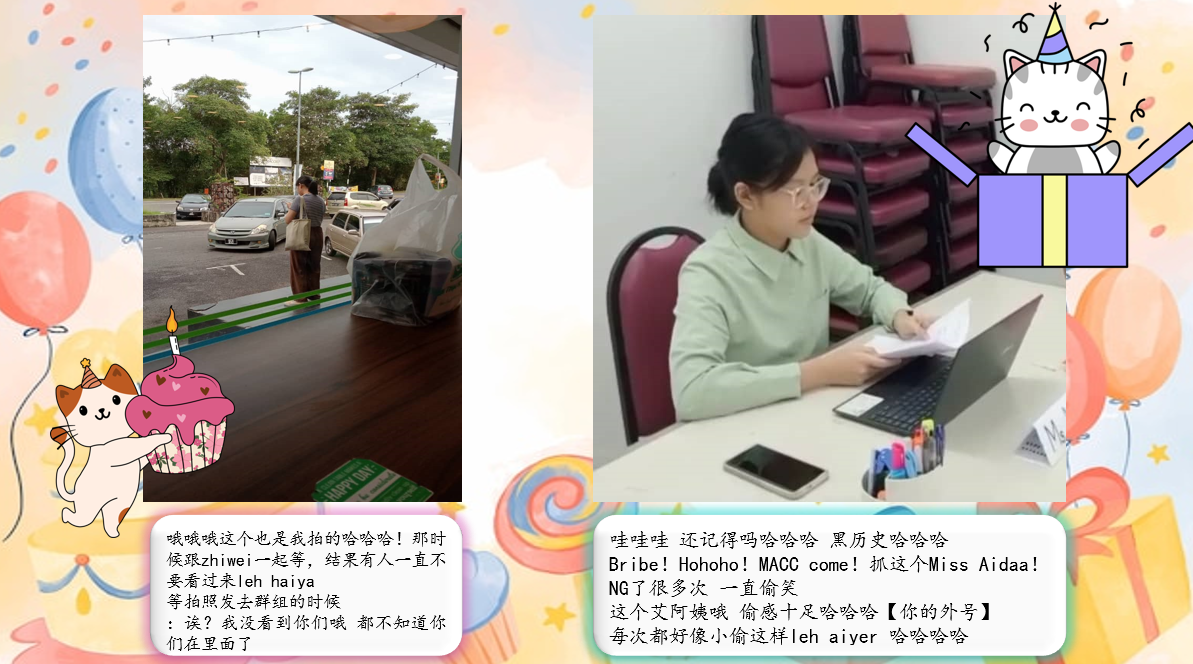 HAPPY DAY:
哦哦哦这个也是我拍的哈哈哈！那时
候跟zhiwei一起等，结果有人一直不
要看过来leh haiya
等拍照发去群组的时候
：诶？我没看到你们哦 都不知道你
们在里面了
哇哇哇 还记得吗哈哈哈 黑历史哈哈哈
Bribe！Hohoho！MACC come！抓这个Miss Aidaa！
NG了很多次 一直偷笑
这个艾阿姨哦 偷感十足哈哈哈【你的外号】
每次都好像小偷这样leh aiyer 哈哈哈哈